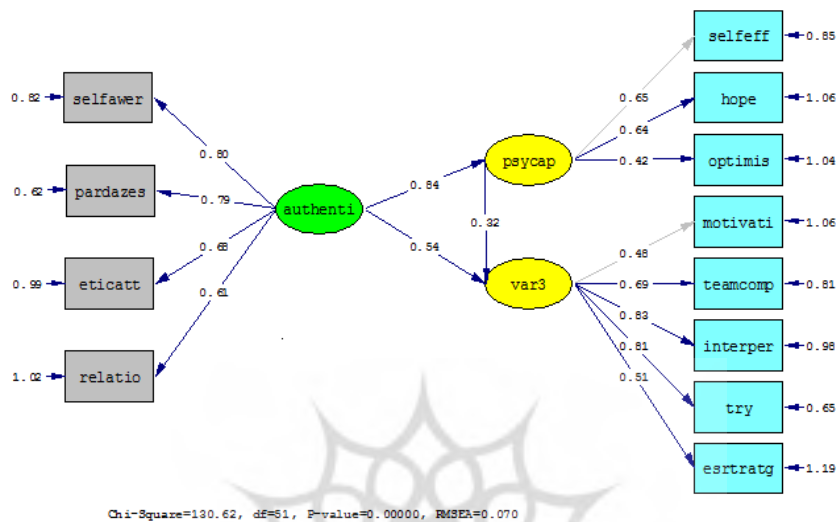 selfeff
0.85
0.82
selfawer
hope
1.06
0.65
0.64
0.80
psycap
optimis
1.04
0.62
pardazes
0.79
0.84
0.42
authenti
motivati
1.06
0.68
0.54
0.32
0.48
0.99
eticatt
0.61
var3
0.69
teamcomp
0.81
0.83
interper
0.98
0.81
1.02
relatio
0.51
try
0.65
esrtratg
1.19
Chi-Square=130.62, df=51, P-value=0.00000, RMSEA=0.070